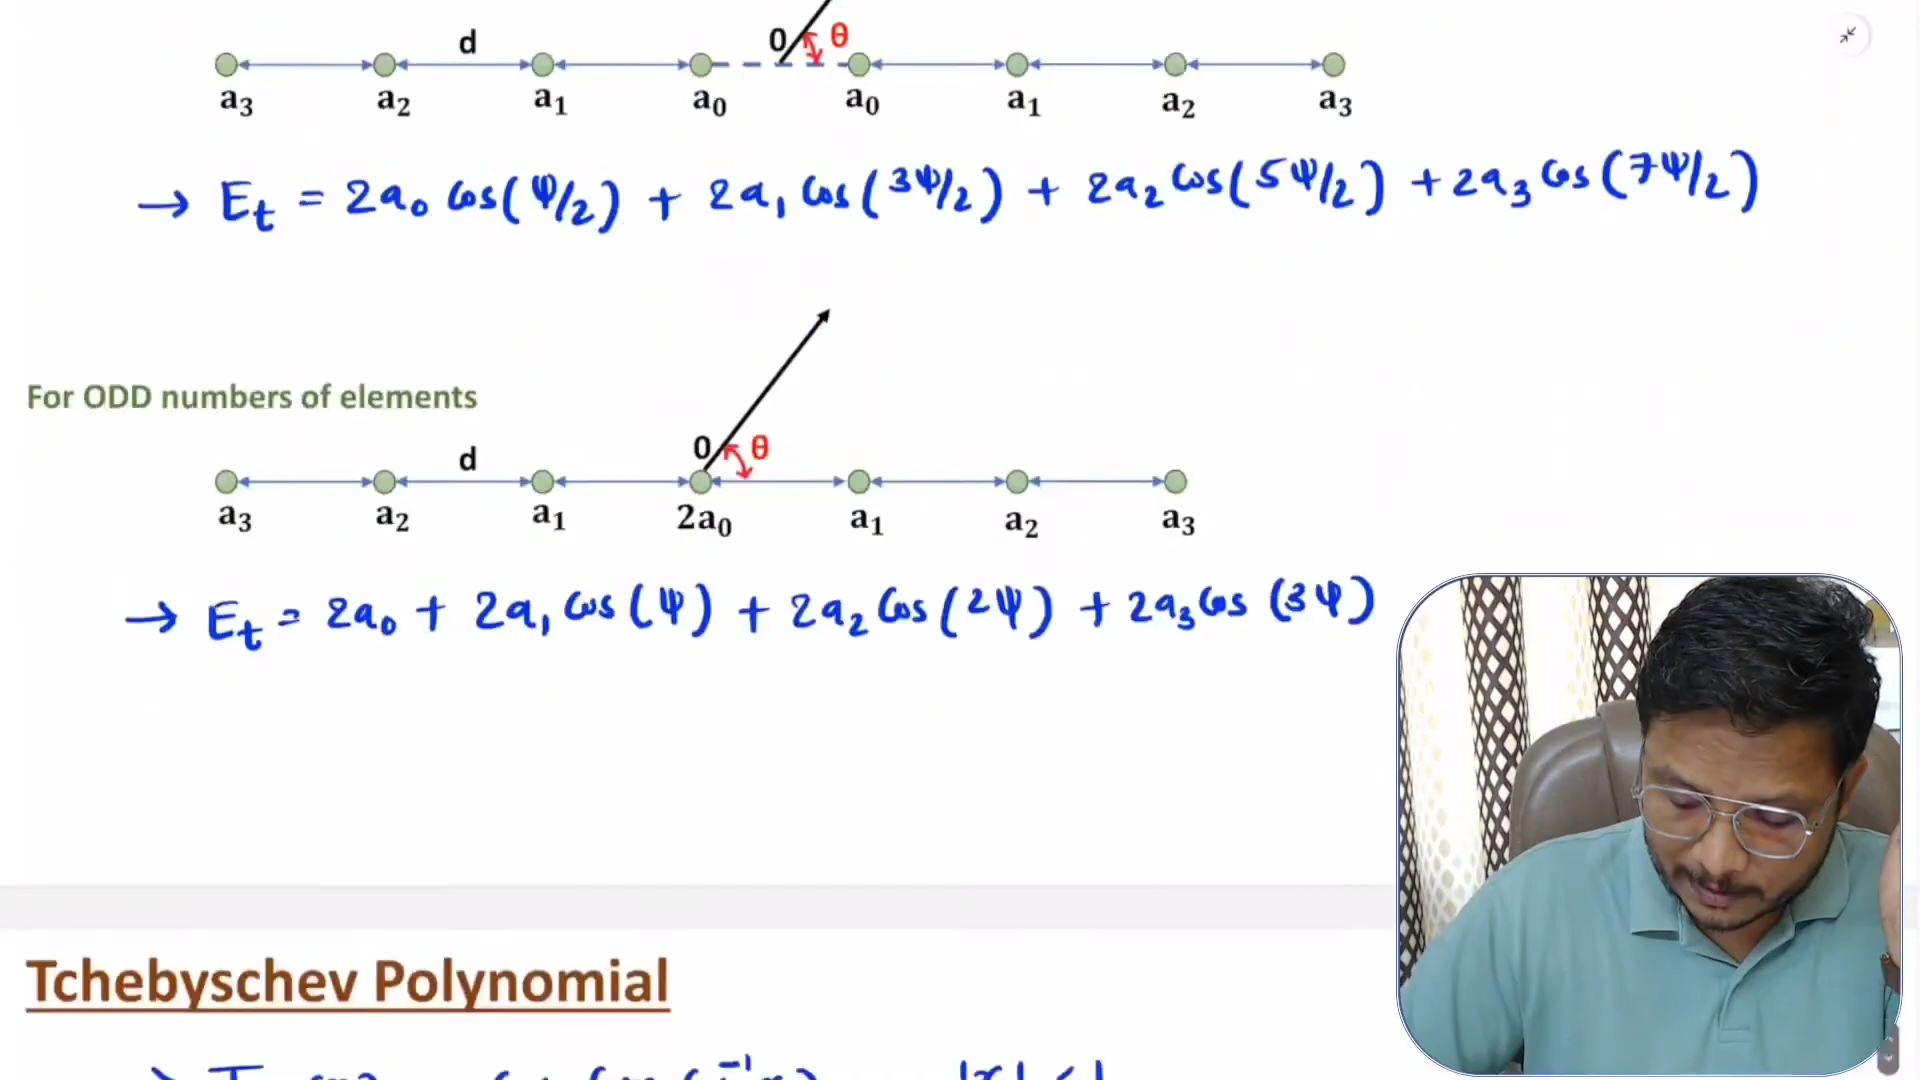 d 0 θ
a₃ a₂ a₁ a₀ a₀ a₁ a₂ a₃
→ Eₜ = 2a₀ cos(ψ/2) + 2a₁ cos(3ψ/2) + 2a₂ cos(5ψ/2) + 2a₃ cos(7ψ/2)
For ODD numbers of elements
d 0 θ
a₃ a₂ a₁ 2a₀ a₁ a₂ a₃
→ Eₜ = 2a₀ + 2a₁ cos(ψ) + 2a₂ cos(2ψ) + 2a₃ cos(3ψ)
Tchebyschev Polynomial